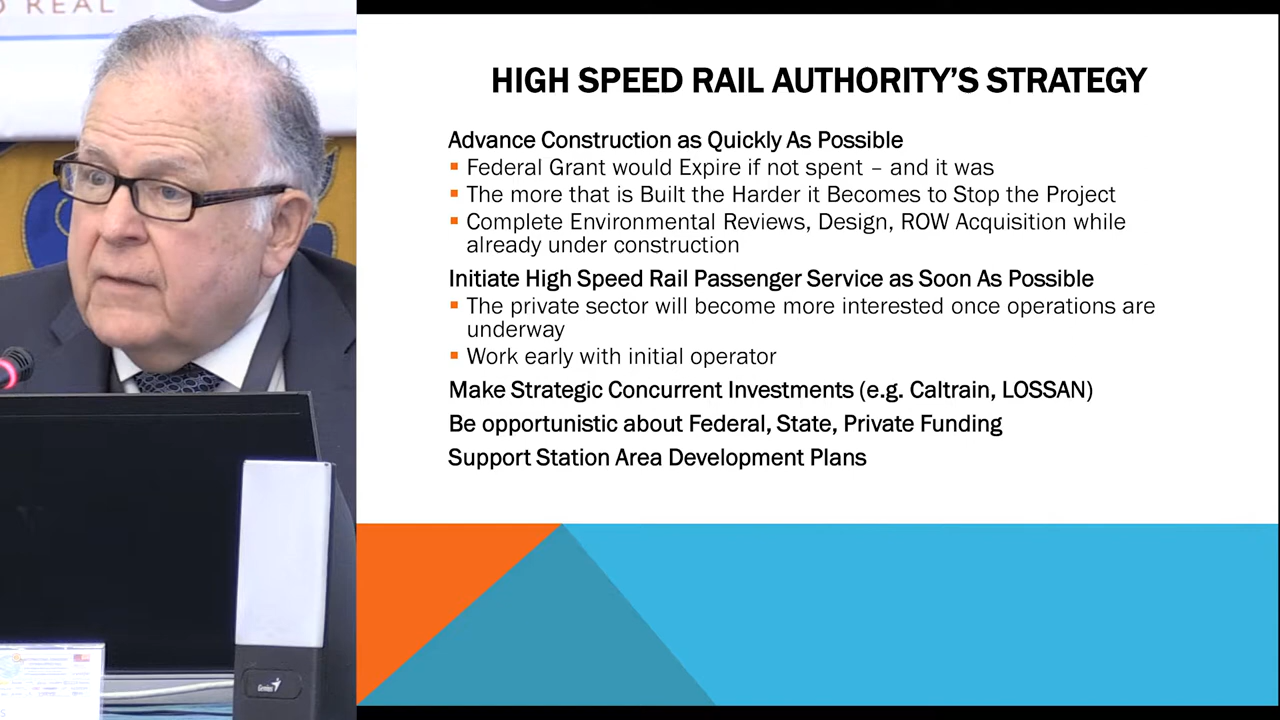 O REAL
HIGH SPEED RAIL AUTHORITY'S STRATEGY
Advance Construction as Quickly As Possible
▪ Federal Grant would Expire if not spent – and it was
▪ The more that is Built the Harder it Becomes to Stop the Project
▪ Complete Environmental Reviews, Design, ROW Acquisition while
already under construction
Initiate High Speed Rail Passenger Service as Soon As Possible
▪ The private sector will become more interested once operations are
underway
▪ Work early with initial operator
Make Strategic Concurrent Investments (e.g. Caltrain, LOSSAN)
Be opportunistic about Federal, State, Private Funding
Support Station Area Development Plans
Genius